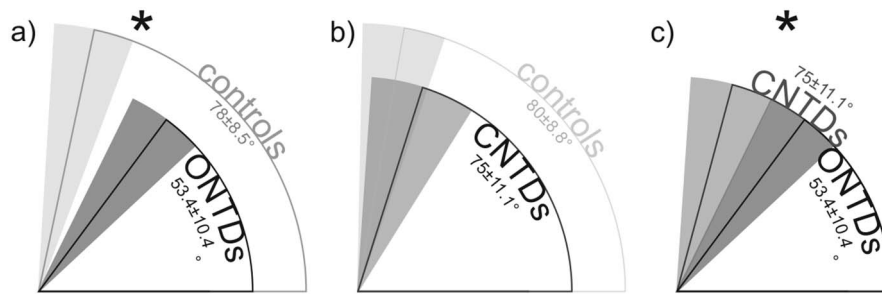 a)
*
controls
78±8.5°
ONTDs
53.4±10.4
°
b)
controls
80±8.8°
CNTDs
75±11.1°
c)
*
75±11.1°
CNTDs
ONTDs
53.4±10.4
°